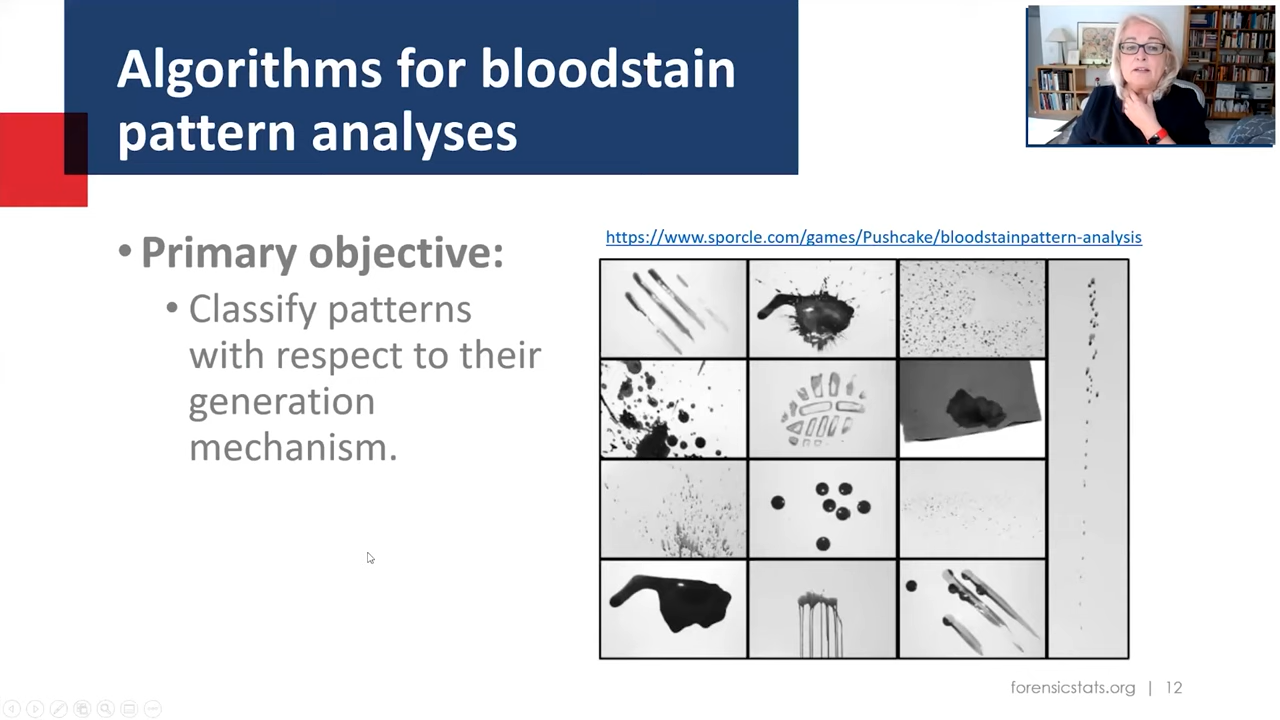 Algorithms for bloodstain
pattern analyses
• Primary objective:
• Classify patterns
with respect to their
generation
mechanism.
https://www.sporcle.com/games/Pushcake/bloodstainpattern-analysis
forensicstats.org | 12